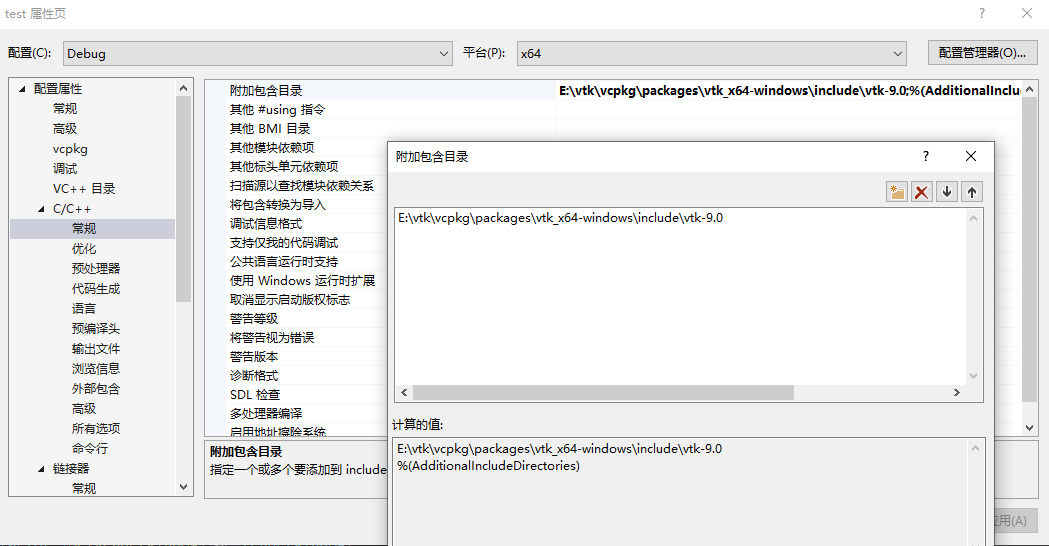 test 属性页
配置(C):
Debug
平台(P):
x64
配置管理器(O)...
配置属性
常规
高级
vcpkg
调试
VC++ 目录
C/C++
常规
优化
预处理器
代码生成
语言
预编译头
输出文件
浏览信息
外部包含
高级
所有选项
命令行
链接器
常规
附加包含目录 E:\vtk\vcpkg\packages\vtk_x64-windows\include\vtk-9.0;%(AdditionalInclu
其他 #using 指令
其他 BMI 目录
其他模块依赖项
其他标头单元依赖项
扫描源以查找模块依赖关系
将包含转换为导入
调试信息格式
支持仅我的代码调试
公共语言运行时支持
使用 Windows 运行时扩展
取消显示启动版权标志
警告等级
将警告视为错误
警告版本
诊断格式
SDL 检查
多处理器编译
启用地址擦除系统
附加包含目录
指定一个或多个要添加到 include
附加包含目录
E:\vtk\vcpkg\packages\vtk_x64-windows\include\vtk-9.0
计算的值:
E:\vtk\vcpkg\packages\vtk_x64-windows\include\vtk-9.0
%(AdditionalIncludeDirectories)
应用(A)